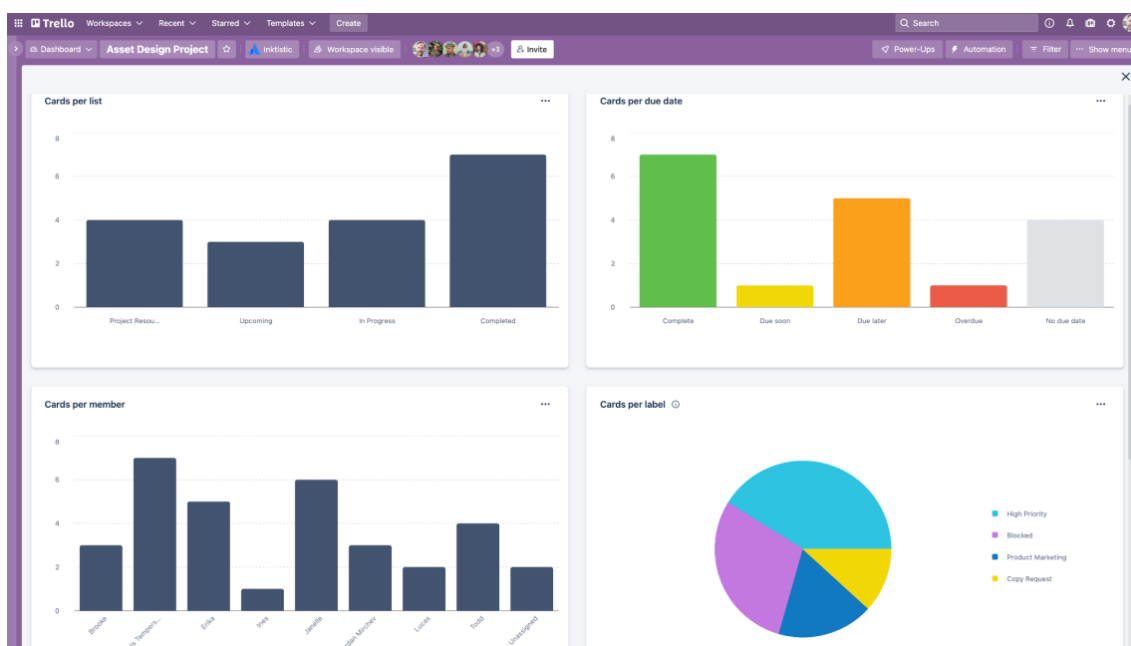 Trello Workspaces Recent Starred Templates Create Search
Dashboard Asset Design Project Inktistic Workspace visible +3 Invite Power-Ups Automation Filter Show menu
Cards per list
8
6
4
2
0
Project Resou... Upcoming In Progress Completed
Cards per due date
8
6
4
2
0
Complete Due soon Due later Overdue No due date
Cards per member
8
6
4
2
0
Brooke Tempers... Erika Ines Janelle Mirchev Lucas Todd Unassigned
Cards per label
High Priority
Blocked
Product Marketing
Copy Request